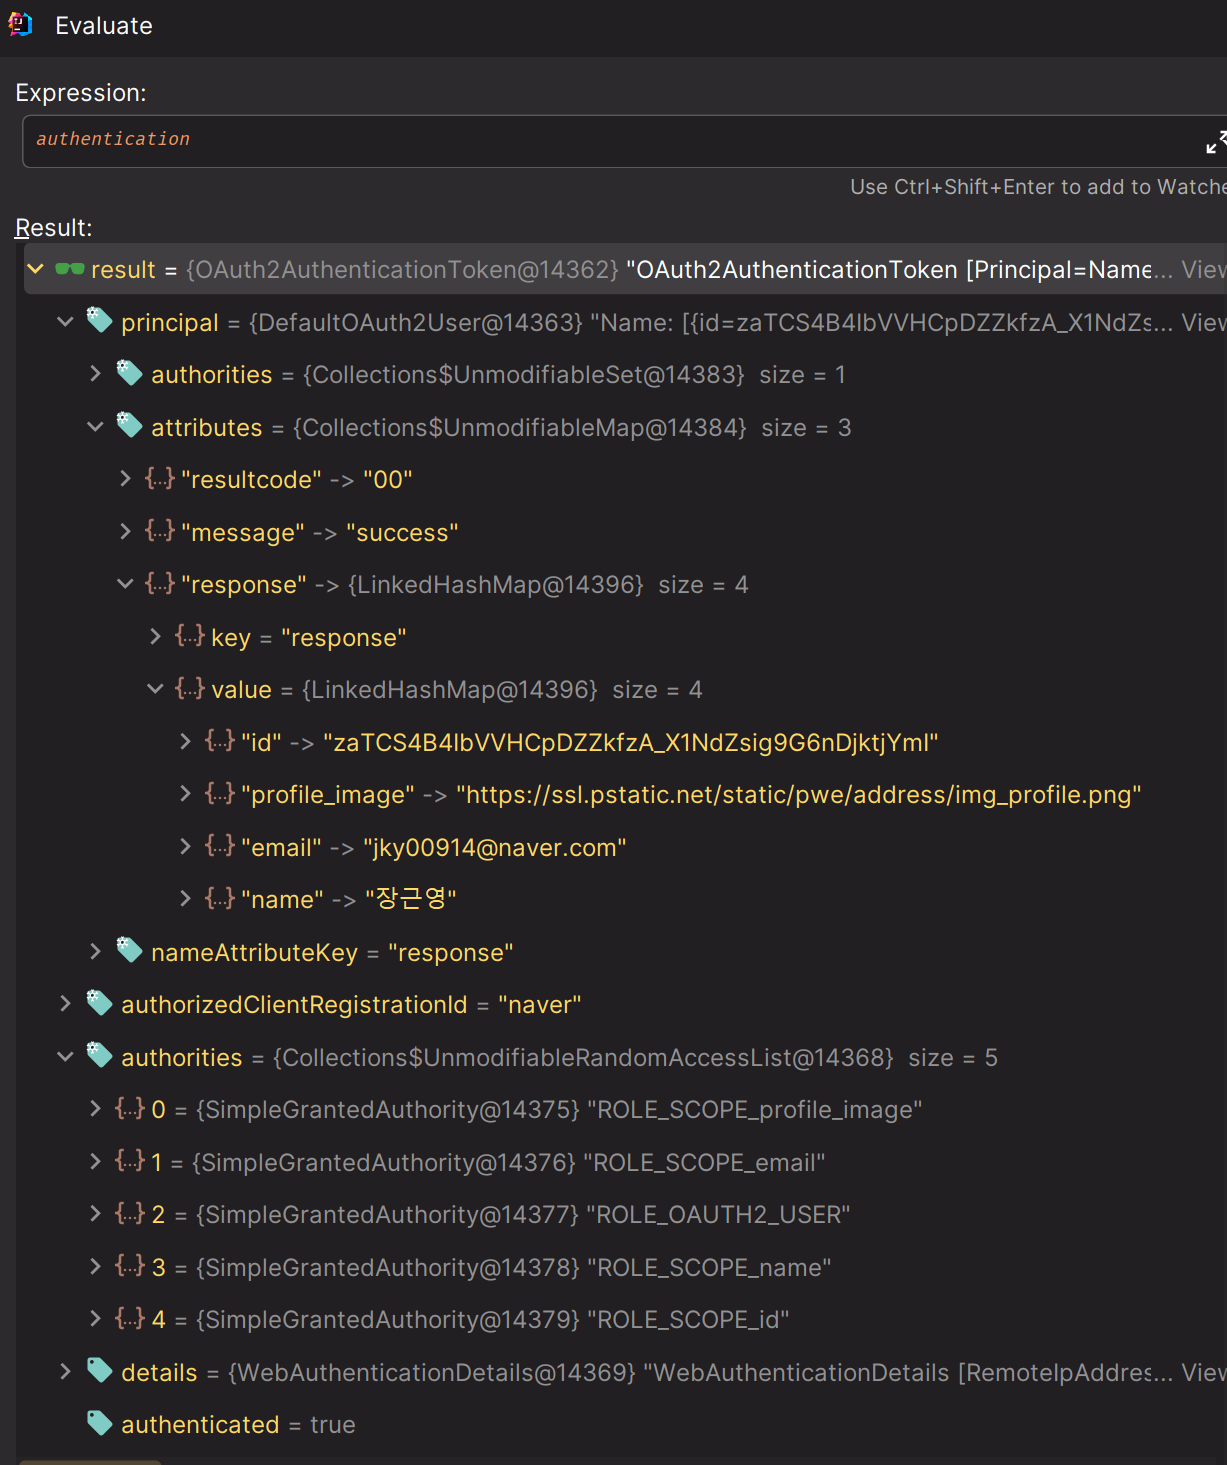 Evaluate
Expression:
authentication
Use Ctrl+Shift+Enter to add to Watche
Result:
result = {OAuth2AuthenticationToken@14362} "OAuth2AuthenticationToken [Principal=Name... View
principal = {DefaultOAuth2User@14363} "Name: [{id=zaTCS4B4lbVVHCpDZZkfzA_X1NdZs... View
authorities = {Collections$UnmodifiableSet@14383} size = 1
attributes = {Collections$UnmodifiableMap@14384} size = 3
{...} "resultcode" -> "00"
{...} "message" -> "success"
{...} "response" -> {LinkedHashMap@14396} size = 4
{...} key = "response"
{...} value = {LinkedHashMap@14396} size = 4
{...} "id" -> "zaTCS4B4lbVVHCpDZZkfzA_X1NdZsig9G6nDjktjYmI"
{...} "profile_image" -> "https://ssl.pstatic.net/static/pwe/address/img_profile.png"
{...} "email" -> "jky00914@naver.com"
{...} "name" -> "장근영"
nameAttributeKey = "response"
authorizedClientRegistrationId = "naver"
authorities = {Collections$UnmodifiableRandomAccessList@14368} size = 5
{...} 0 = {SimpleGrantedAuthority@14375} "ROLE_SCOPE_profile_image"
{...} 1 = {SimpleGrantedAuthority@14376} "ROLE_SCOPE_email"
{...} 2 = {SimpleGrantedAuthority@14377} "ROLE_OAUTH2_USER"
{...} 3 = {SimpleGrantedAuthority@14378} "ROLE_SCOPE_name"
{...} 4 = {SimpleGrantedAuthority@14379} "ROLE_SCOPE_id"
details = {WebAuthenticationDetails@14369} "WebAuthenticationDetails [RemoteIpAddres... View
authenticated = true